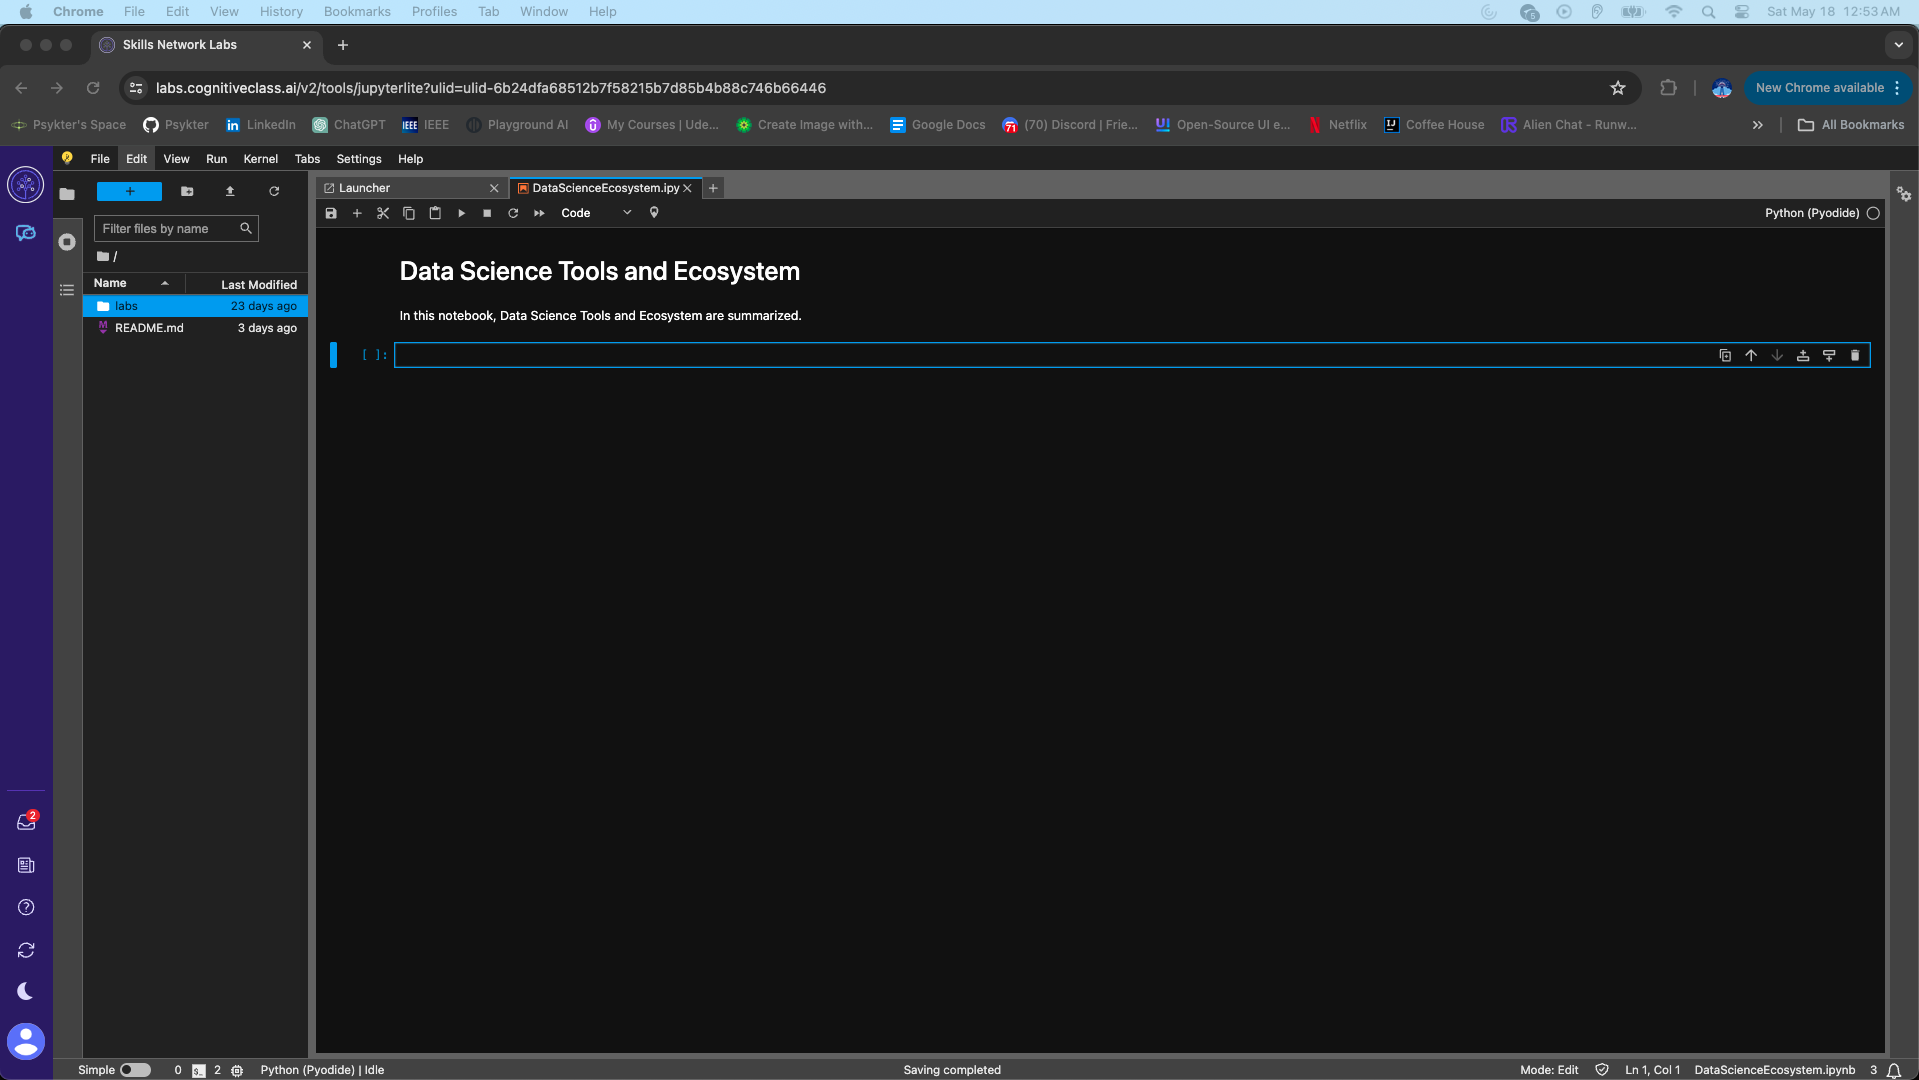 Chrome File Edit View History Bookmarks Profiles Tab Window Help 5 Sat May 18 12:53 AM
Skills Network Labs
labs.cognitiveclass.ai/v2/tools/jupyterlite?ulid=ulid-6b24dfa68512b7f58215b7d85b4b88c746b66446 New Chrome available
Psykter's Space Psykter in LinkedIn ChatGPT IEEE IEEE Playground AI My Courses | Ude... Create Image with... Google Docs 71 (70) Discord | Frie... Open-Source UI e... Netflix IJ Coffee House Alien Chat - Runw... » All Bookmarks
File Edit View Run Kernel Tabs Settings Help
Launcher DataScienceEcosystem.ipy
Code Python (Pyodide)
Filter files by name
/
Name Last Modified
labs 23 days ago
README.md 3 days ago
Data Science Tools and Ecosystem
In this notebook, Data Science Tools and Ecosystem are summarized.
[ ]:
2
Simple 0 2 Python (Pyodide) | Idle Saving completed Mode: Edit Ln 1, Col 1 DataScienceEcosystem.ipynb 3